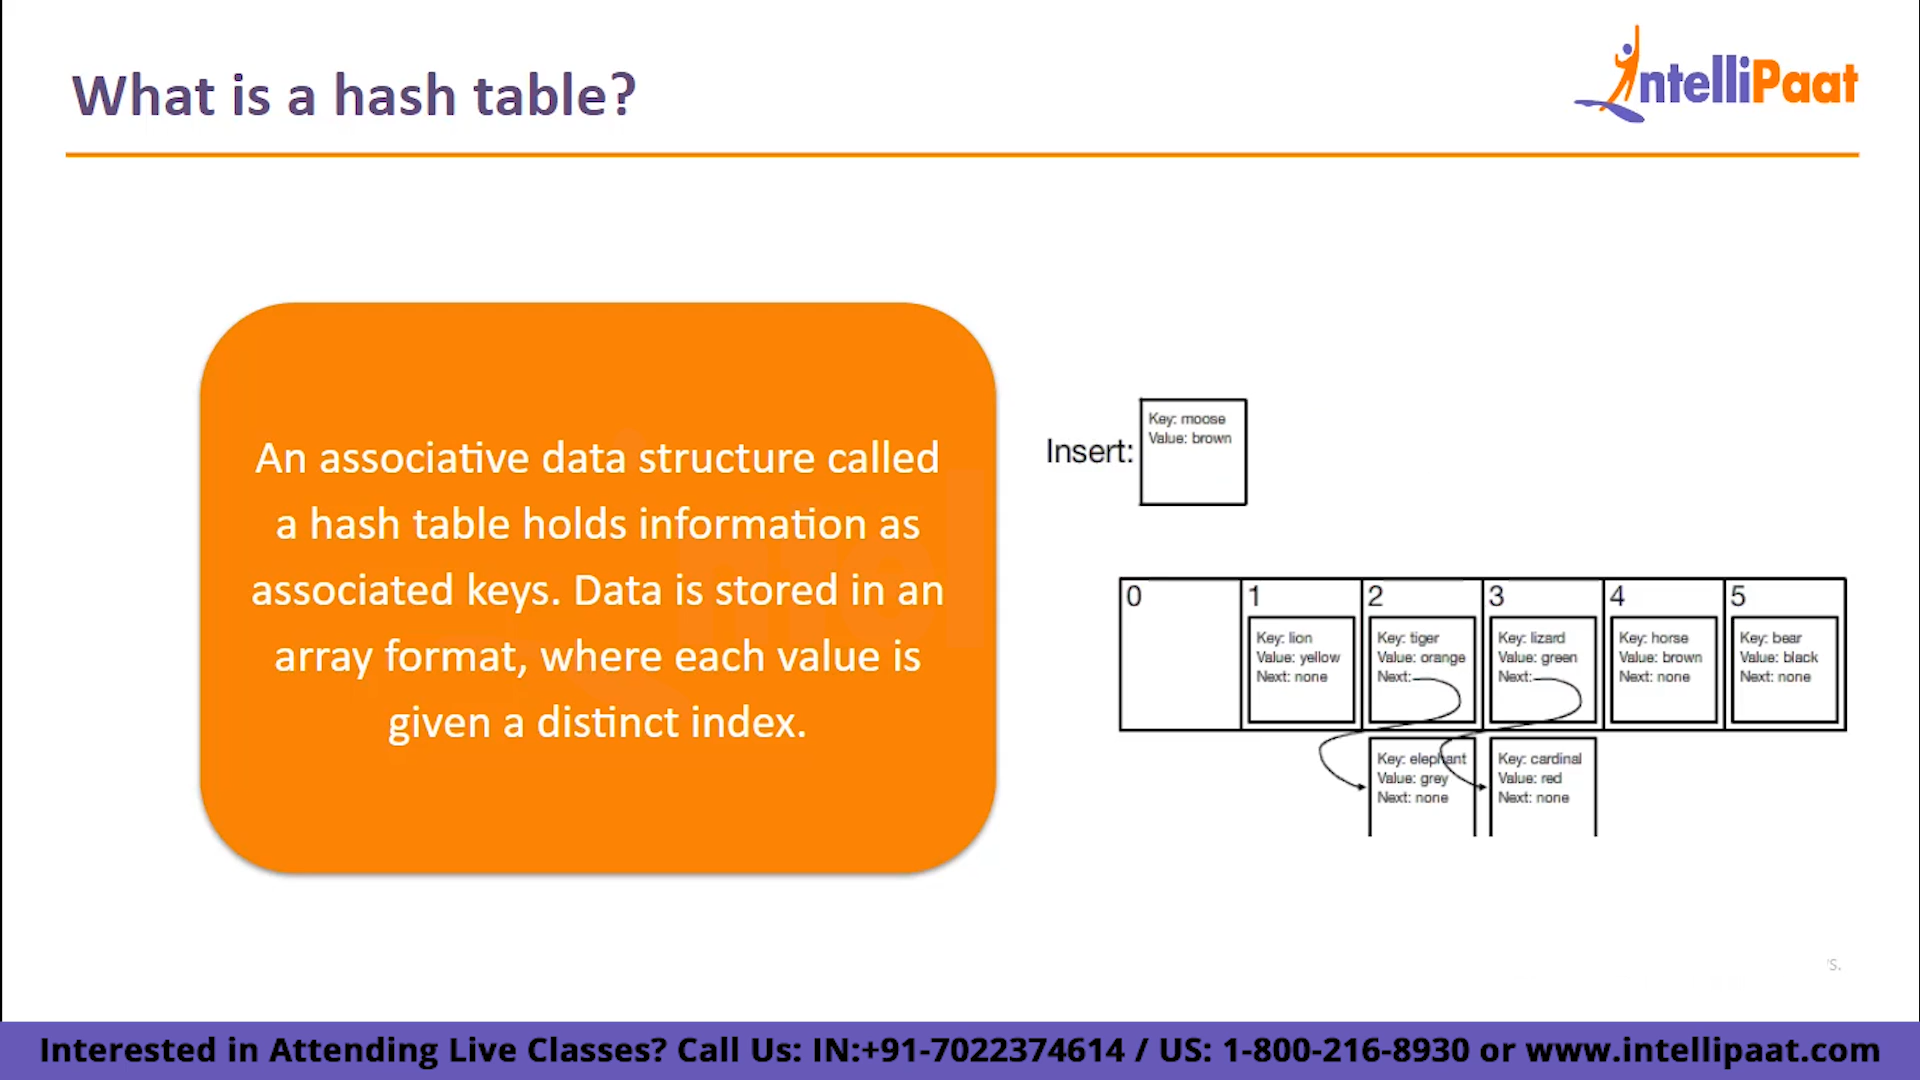 What is a hash table?
IntelliPaat
An associative data structure called
a hash table holds information as
associated keys. Data is stored in an
array format, where each value is
given a distinct index.
Insert:
Key: moose
Value: brown
0
1
Key: lion
Value: yellow
Next: none
2
Key: tiger
Value: orange
Next:
3
Key: lizard
Value: green
Next:
4
Key: horse
Value: brown
Next: none
5
Key: bear
Value: black
Next: none
Key: elephant
Value: grey
Next: none
Key: cardinal
Value: red
Next: none
Interested in Attending Live Classes? Call Us: IN:+91-7022374614 / US: 1-800-216-8930 or www.intellipaat.com